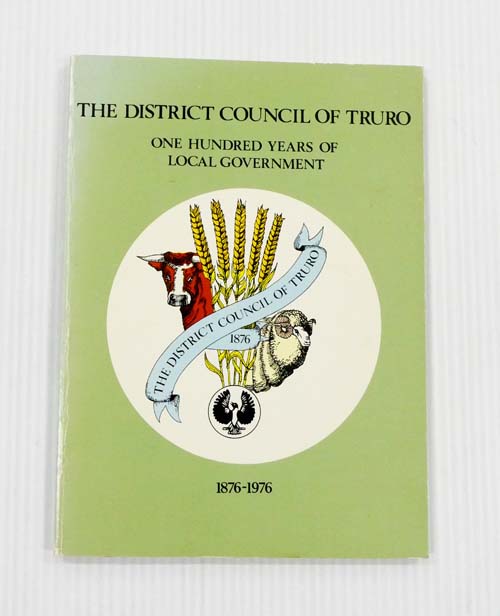 THE DISTRICT COUNCIL OF TRURO
ONE HUNDRED YEARS OF
LOCAL GOVERNMENT
THE DISTRICT COUNCIL OF TRURO
1876
1876-1976